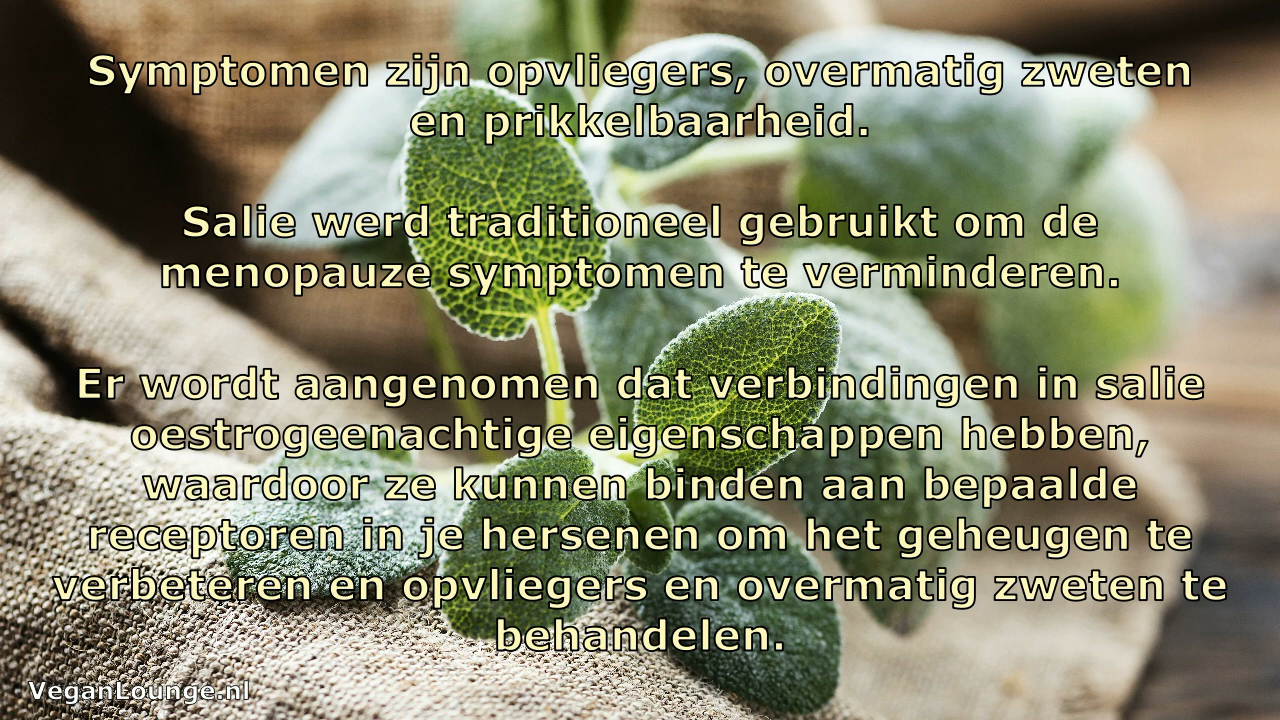 Symptomen zijn opvliegers, overmatig zweten
en prikkelbaarheid.
Salie werd traditioneel gebruikt om de
menopauze symptomen te verminderen.
Er wordt aangenomen dat verbindingen in salie
oestrogeenachtige eigenschappen hebben,
waardoor ze kunnen binden aan bepaalde
receptoren in je hersenen om het geheugen te
verbeteren en opvliegers en overmatig zweten te
behandelen.
VeganLounge.nl